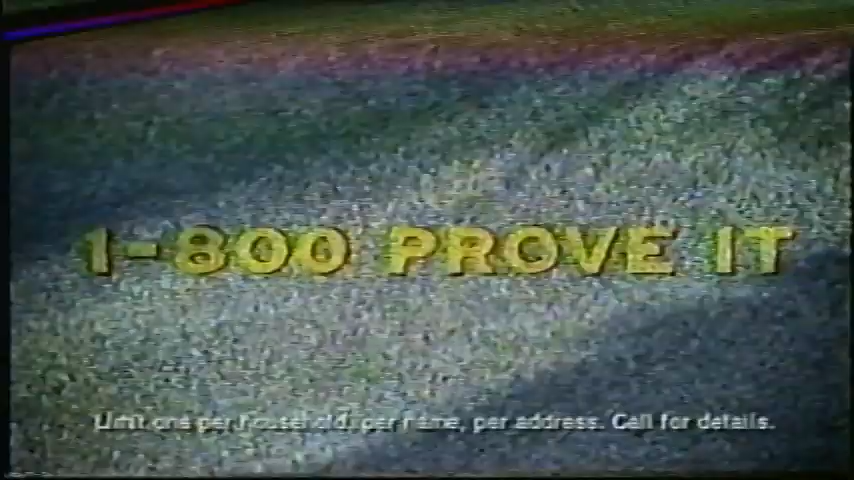 1-800 PROVE IT
Limit one per household, per name, per address. Call for details.